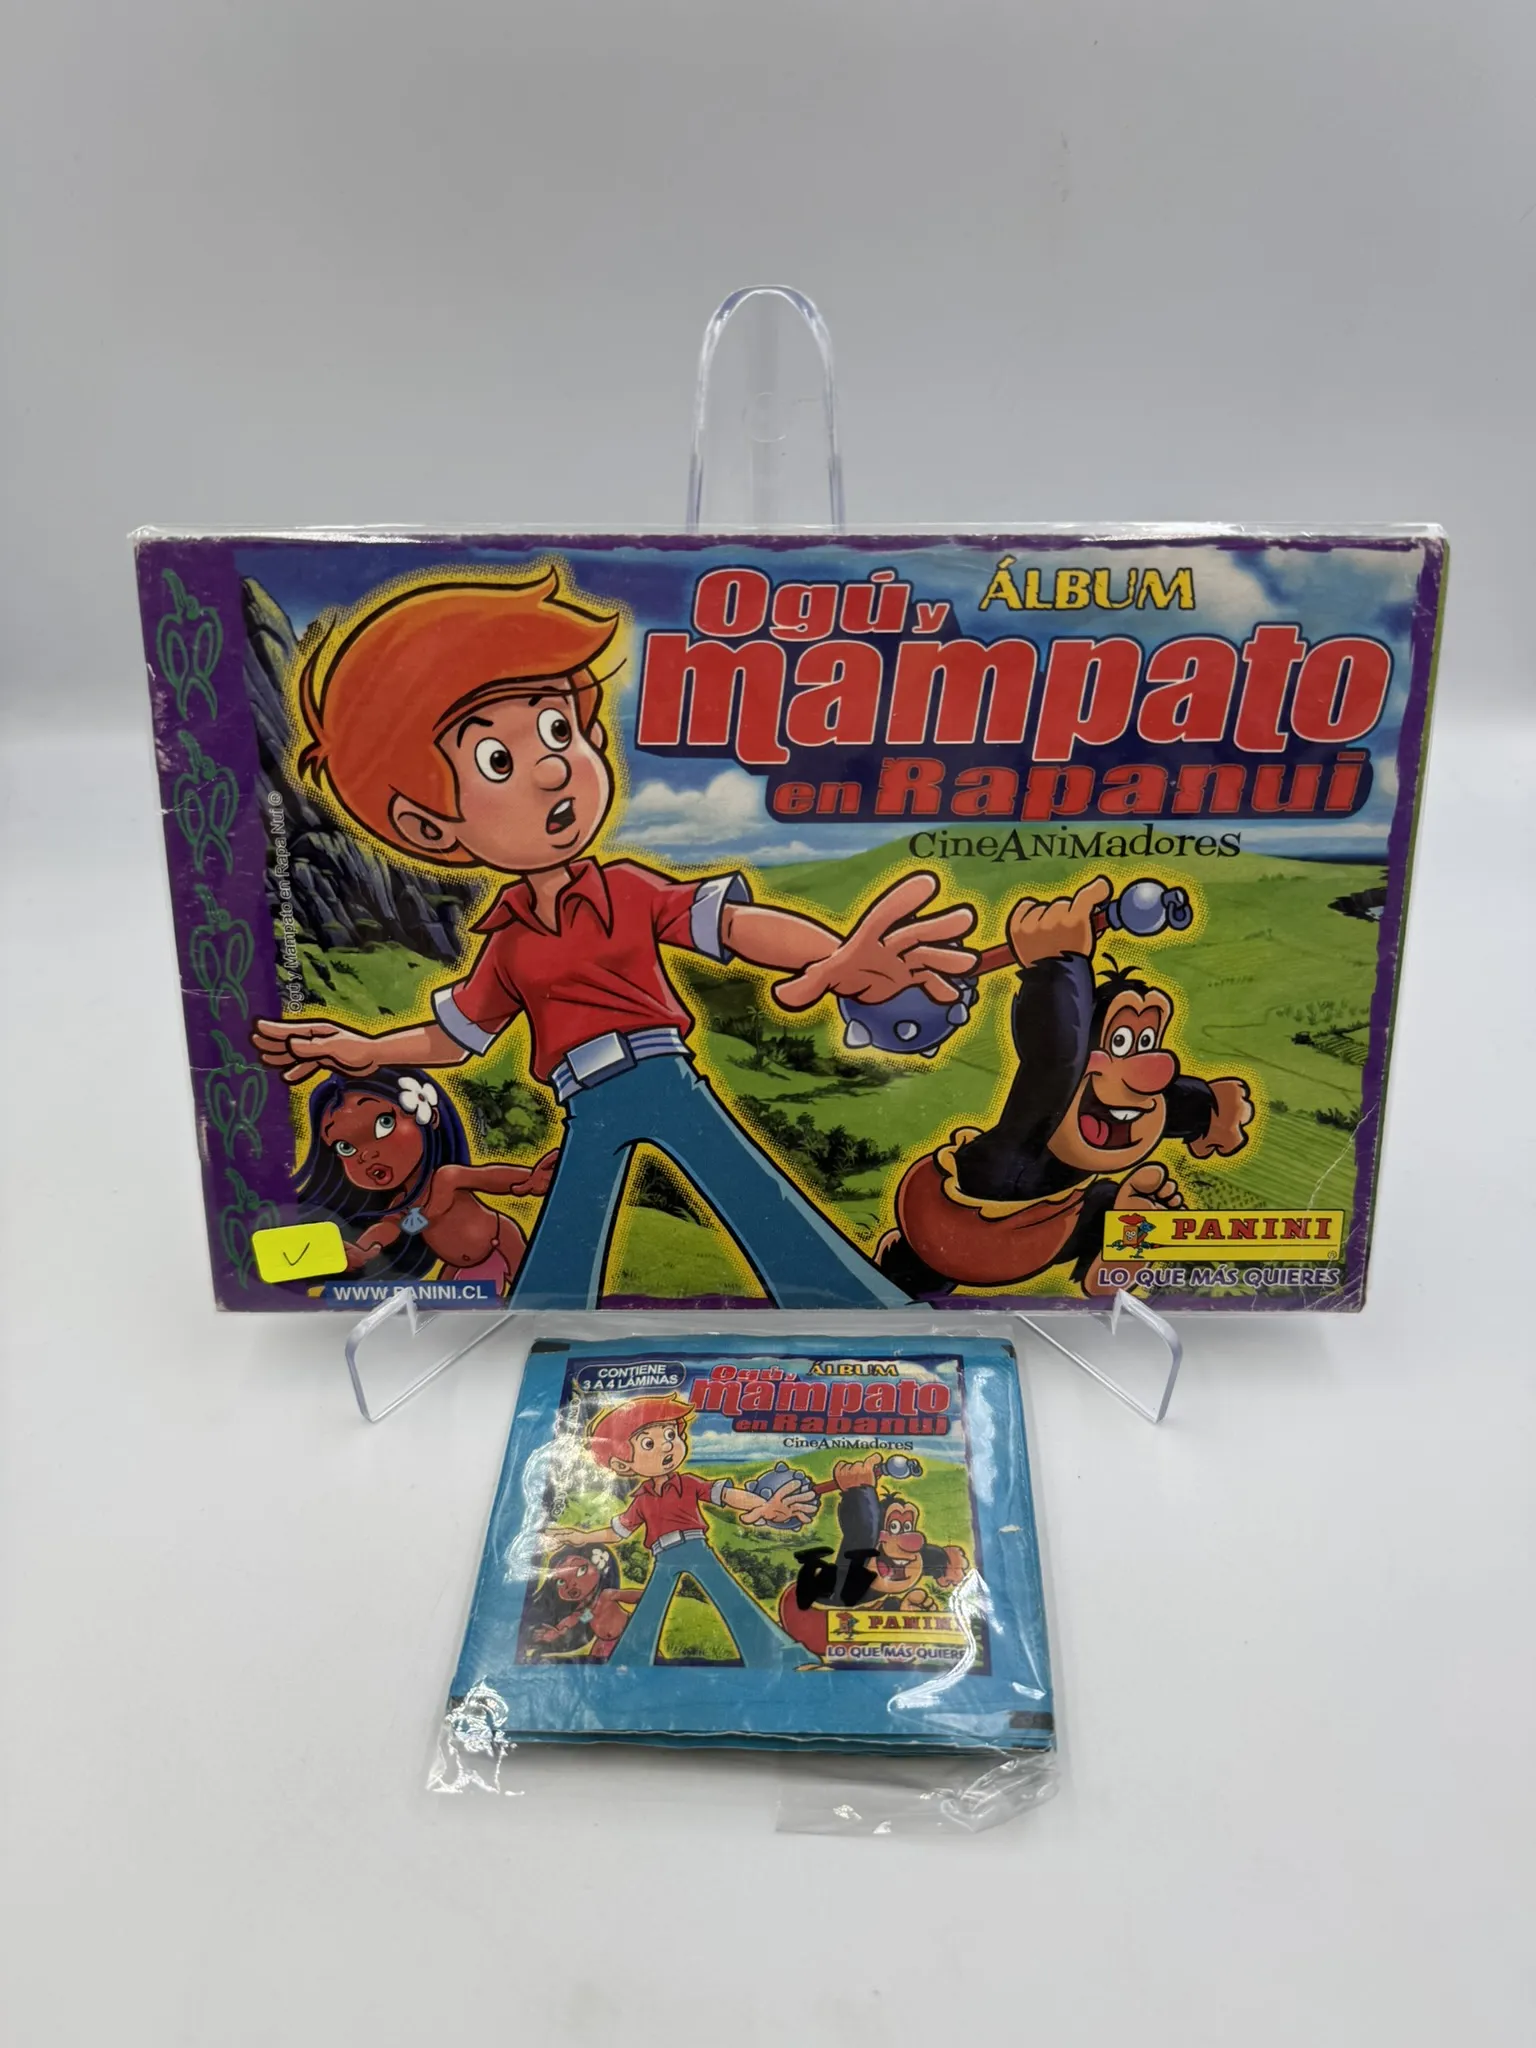 ÁLBUM
Ogú y
mampato
en Rapanui
CineANiMadores
Ogú y Mampato en Rapa Nui ©
PANINI
LO QUE MÁS QUIERES
WWW.PANINI.CL
CONTIENE
3 A 4 LÁMINAS
ÁLBUM
Ogú y
mampato
en Rapanui
CineANiMadores
PANINI
LO QUE MÁS QUIERES